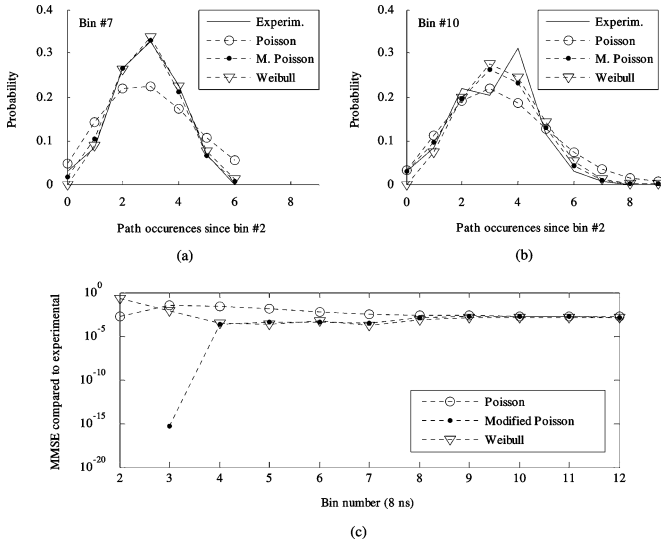 Bin #7
Experim.
Poisson
M. Poisson
Weibull
Probability
0.4
0.3
0.2
0.1
0
0 2 4 6 8
Path occurences since bin #2
(a)
Bin #10
Experim.
Poisson
M. Poisson
Weibull
Probability
0.4
0.3
0.2
0.1
0
0 2 4 6 8
Path occurences since bin #2
(b)
MMSE compared to experimental
10^0
10^-5
10^-10
10^-15
10^-20
Poisson
Modified Poisson
Weibull
2 3 4 5 6 7 8 9 10 11 12
Bin number (8 ns)
(c)